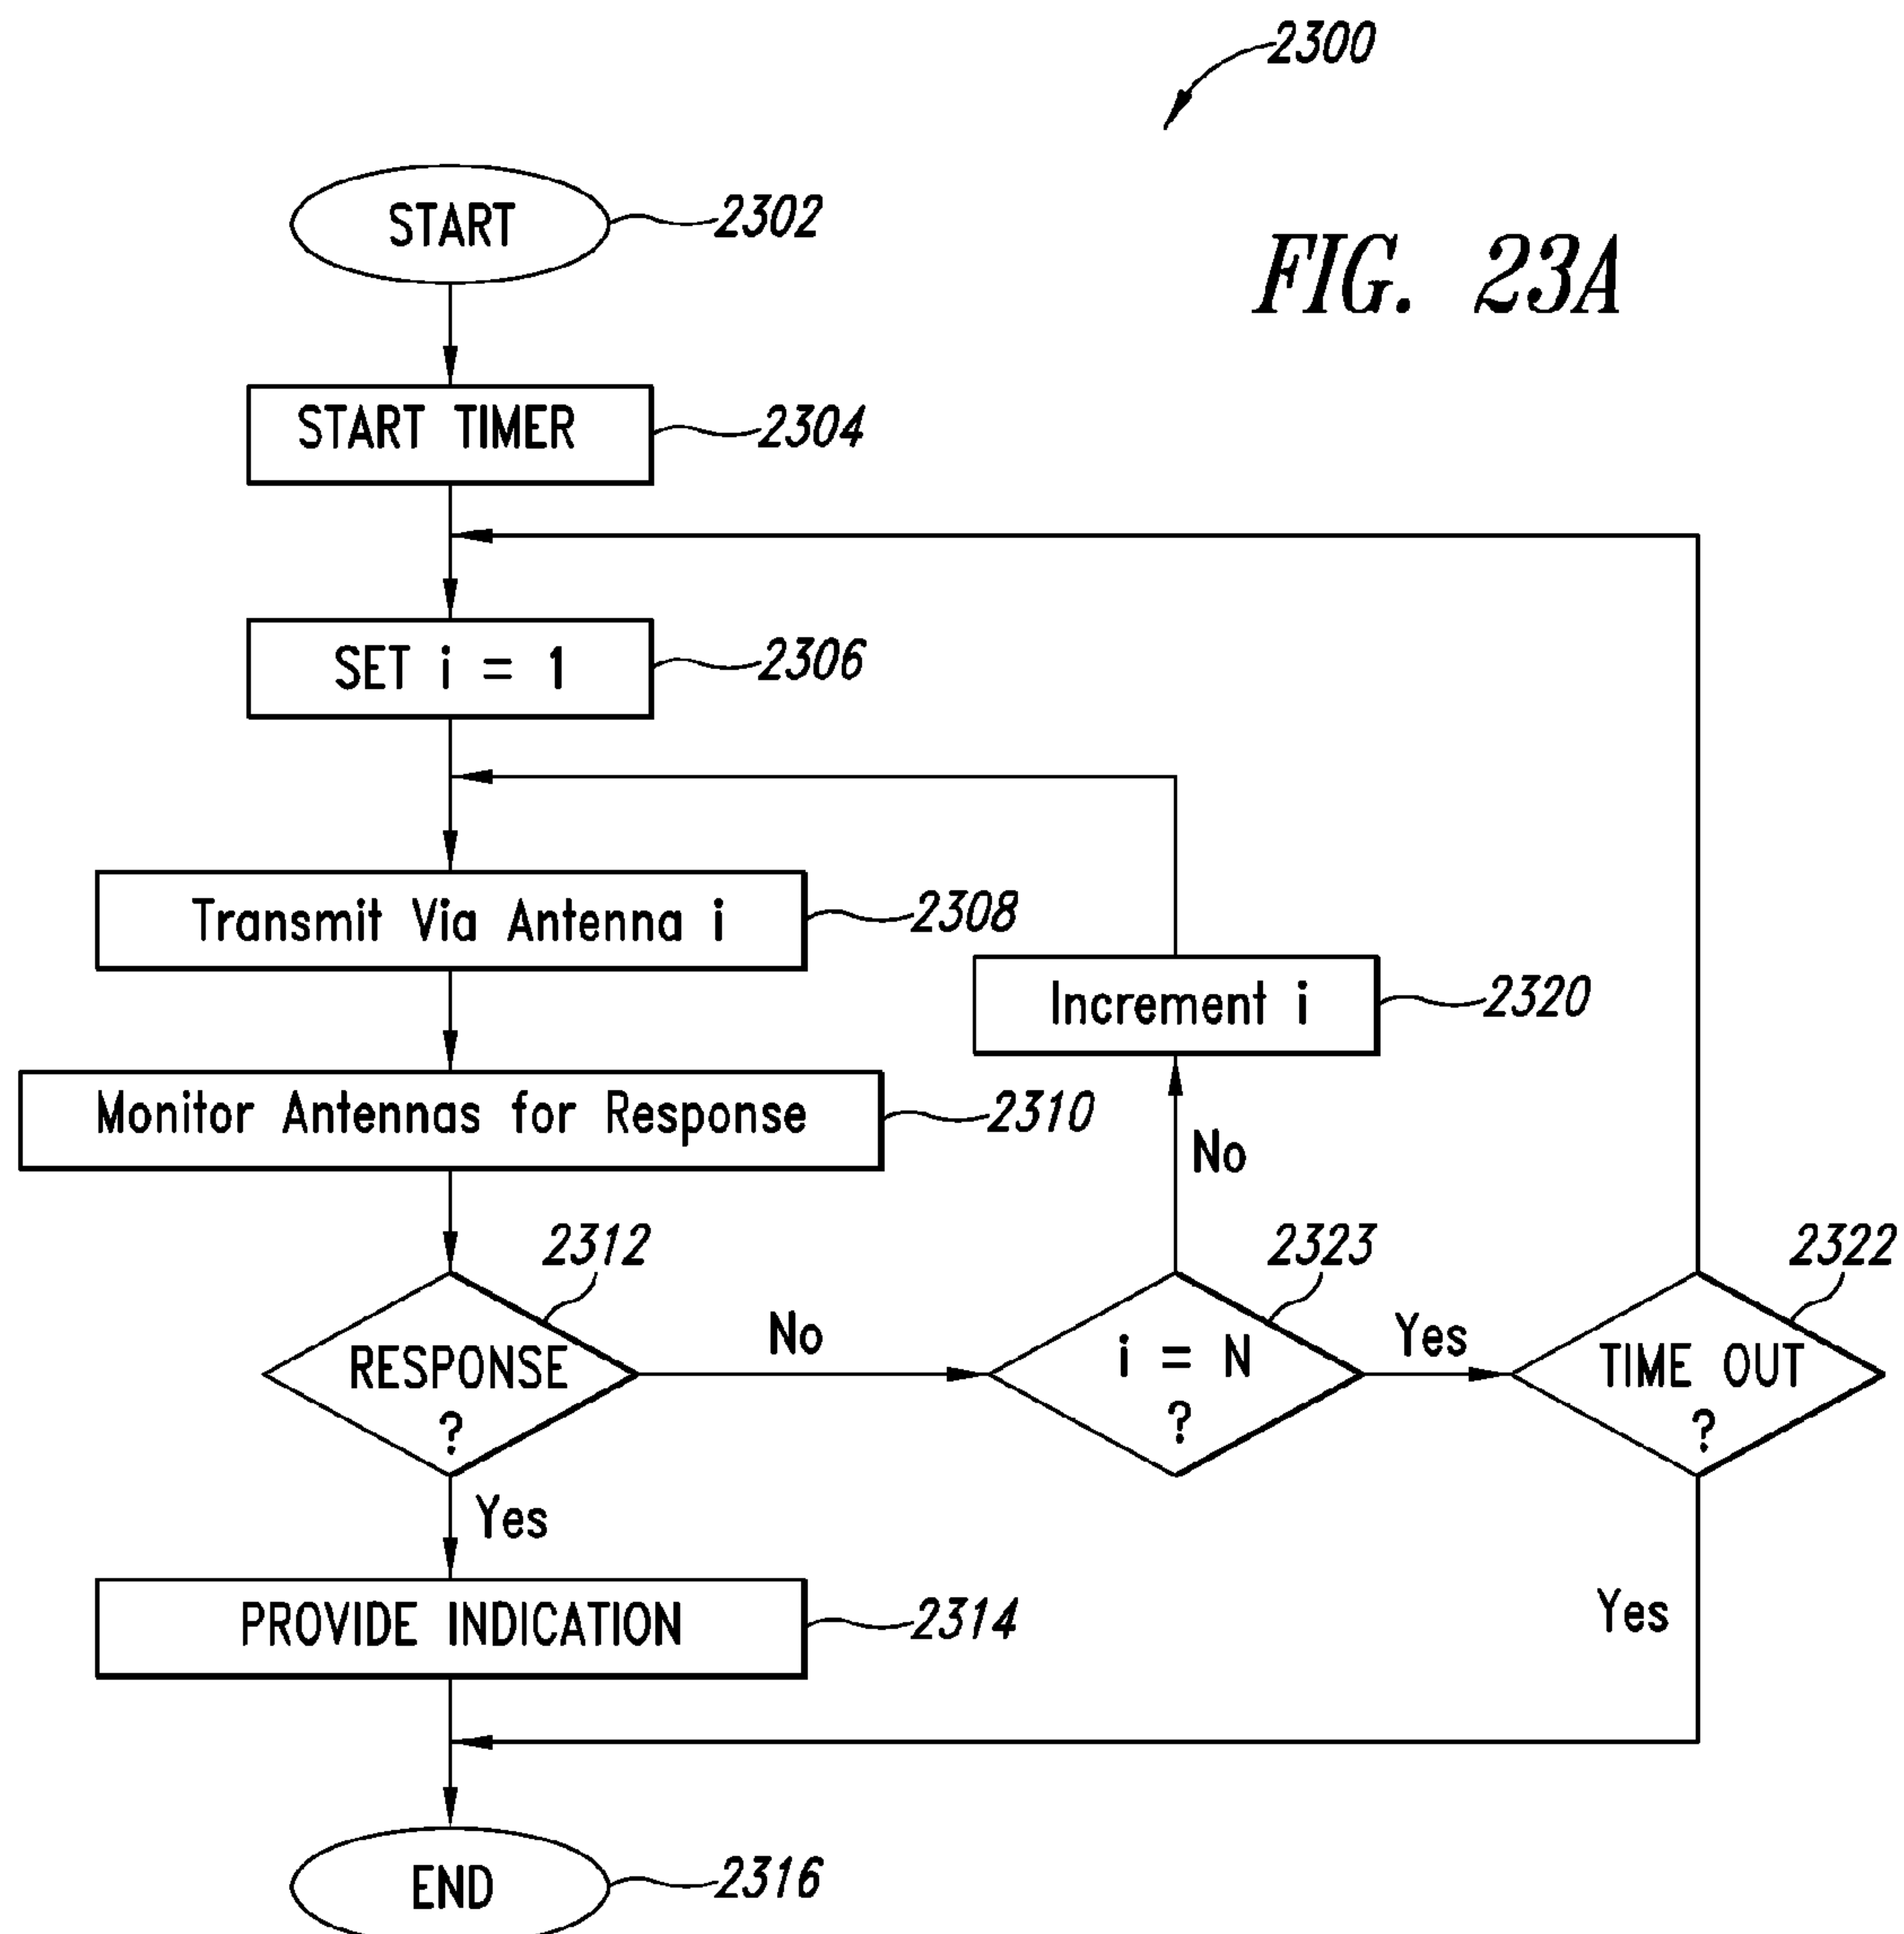 2300
START
2302
FIG. 23A
START TIMER
2304
SET i = 1
2306
Transmit Via Antenna i
2308
Increment i
2320
Monitor Antennas for Response
2310
No
2312
2323
2322
RESPONSE
?
No
i = N
?
Yes
TIME OUT
?
Yes
PROVIDE INDICATION
2314
Yes
END
2316